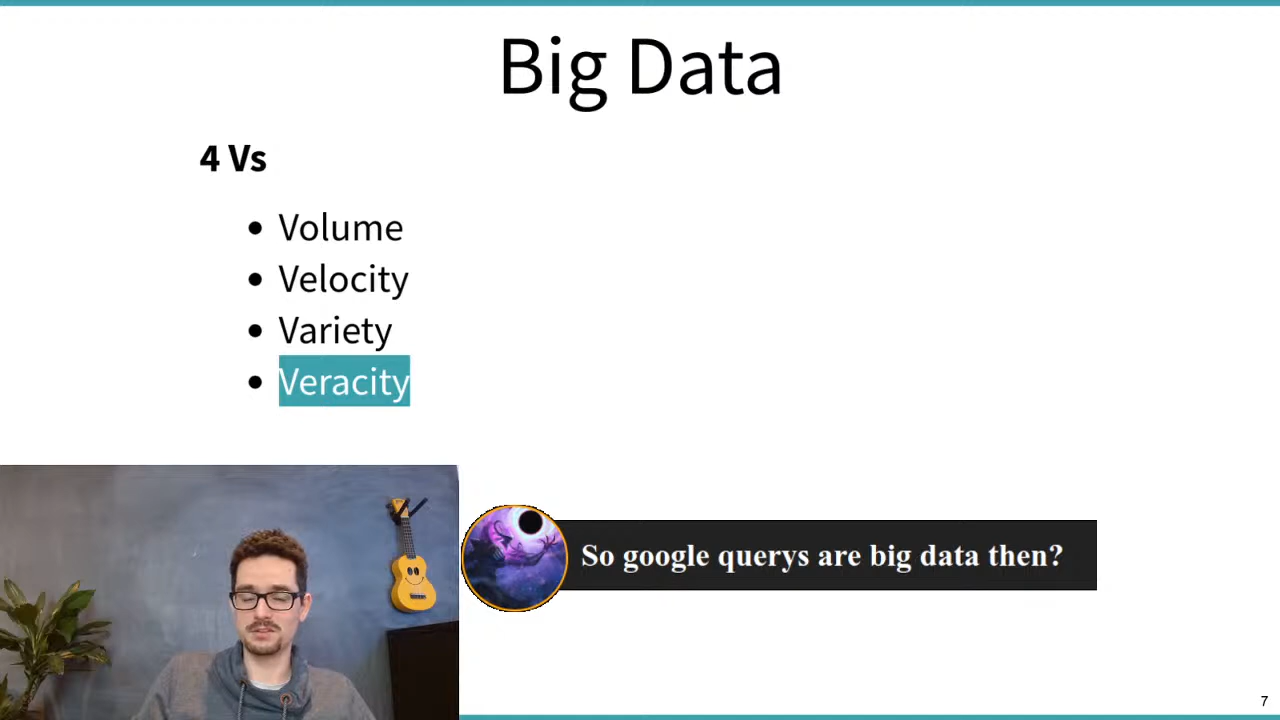 Big Data
4 Vs
Volume
Velocity
Variety
Veracity
So google querys are big data then?
7